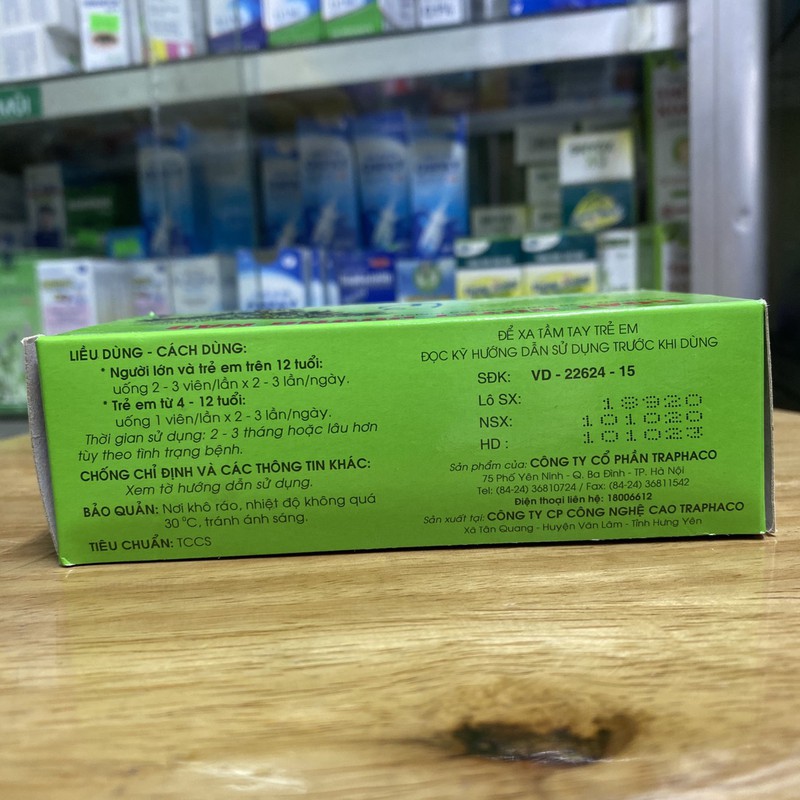 LIỀU DÙNG - CÁCH DÙNG:
* Người lớn và trẻ em trên 12 tuổi:
uống 2 - 3 viên/lần x 2 - 3 lần/ngày.
* Trẻ em từ 4 - 12 tuổi:
uống 1 viên/lần x 2 - 3 lần/ngày.
Thời gian sử dụng: 2 - 3 tháng hoặc lâu hơn
tùy theo tình trạng bệnh.
CHỐNG CHỈ ĐỊNH VÀ CÁC THÔNG TIN KHÁC:
Xem tờ hướng dẫn sử dụng.
BẢO QUẢN: Nơi khô ráo, nhiệt độ không quá
30 °C, tránh ánh sáng.
TIÊU CHUẨN: TCCS
ĐỂ XA TẦM TAY TRẺ EM
ĐỌC KỸ HƯỚNG DẪN SỬ DỤNG TRƯỚC KHI DÙNG
SĐK: VD - 22624 - 15
Lô SX: 18920
NSX: 101020
HD : 101023
Sản phẩm của: CÔNG TY CỔ PHẦN TRAPHACO
75 Phố Yên Ninh - Q. Ba Đình - TP. Hà Nội
Tel: (84-24) 36810724 / Fax: (84-24) 36811542
Điện thoại liên hệ: 18006612
Sản xuất tại: CÔNG TY CP CÔNG NGHỆ CAO TRAPHACO
Xã Tân Quang - Huyện Văn Lâm - Tỉnh Hưng Yên